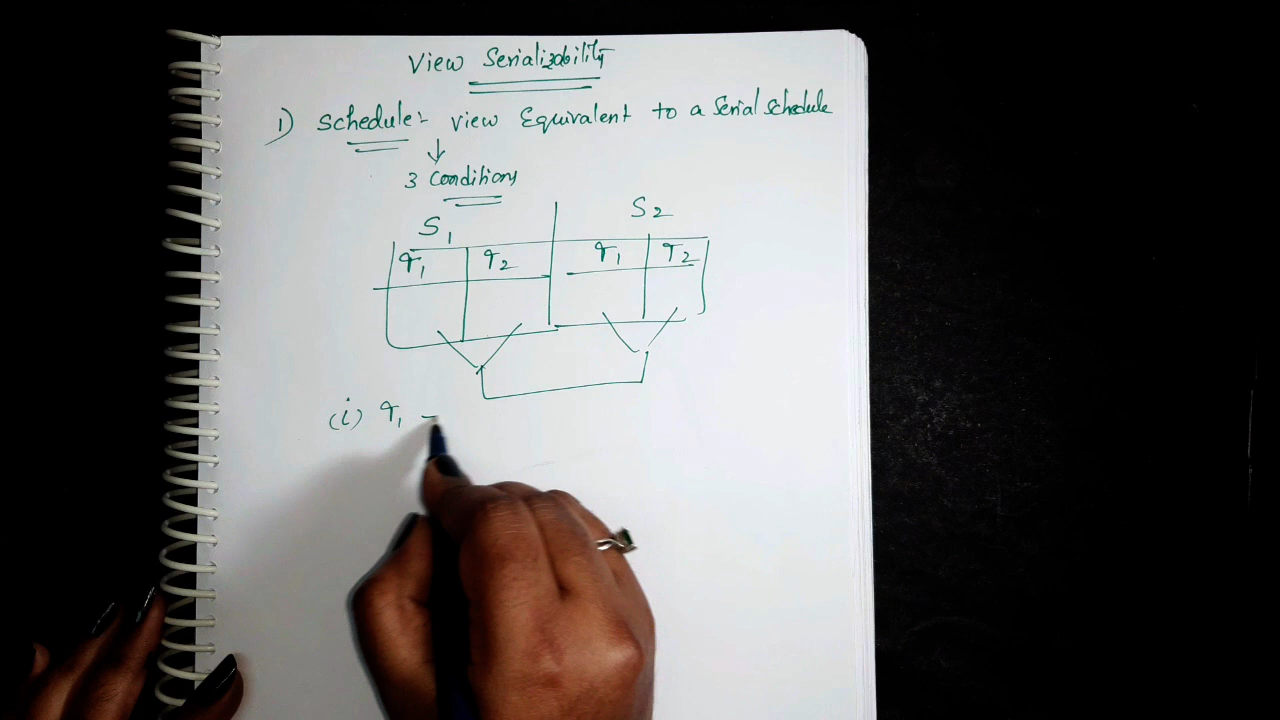 View Serializability
1) Schedule:- view Equivalent to a Serial Schedule
↓
3 Conditions
S1 S2
T1 T2 T1 T2
(i) T1 -